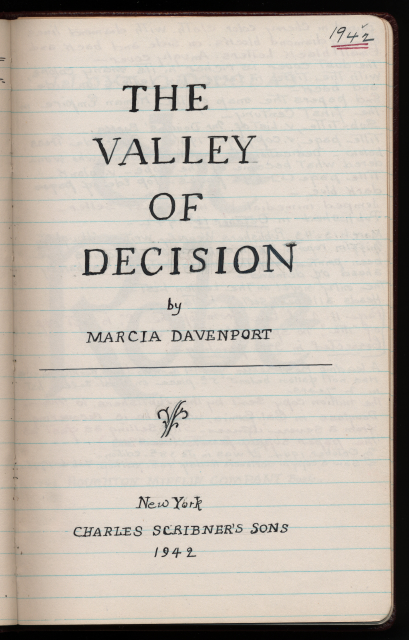 1942
THE
VALLEY
OF
DECISION
by
MARCIA DAVENPORT
New York
CHARLES SCRIBNER'S SONS
1942